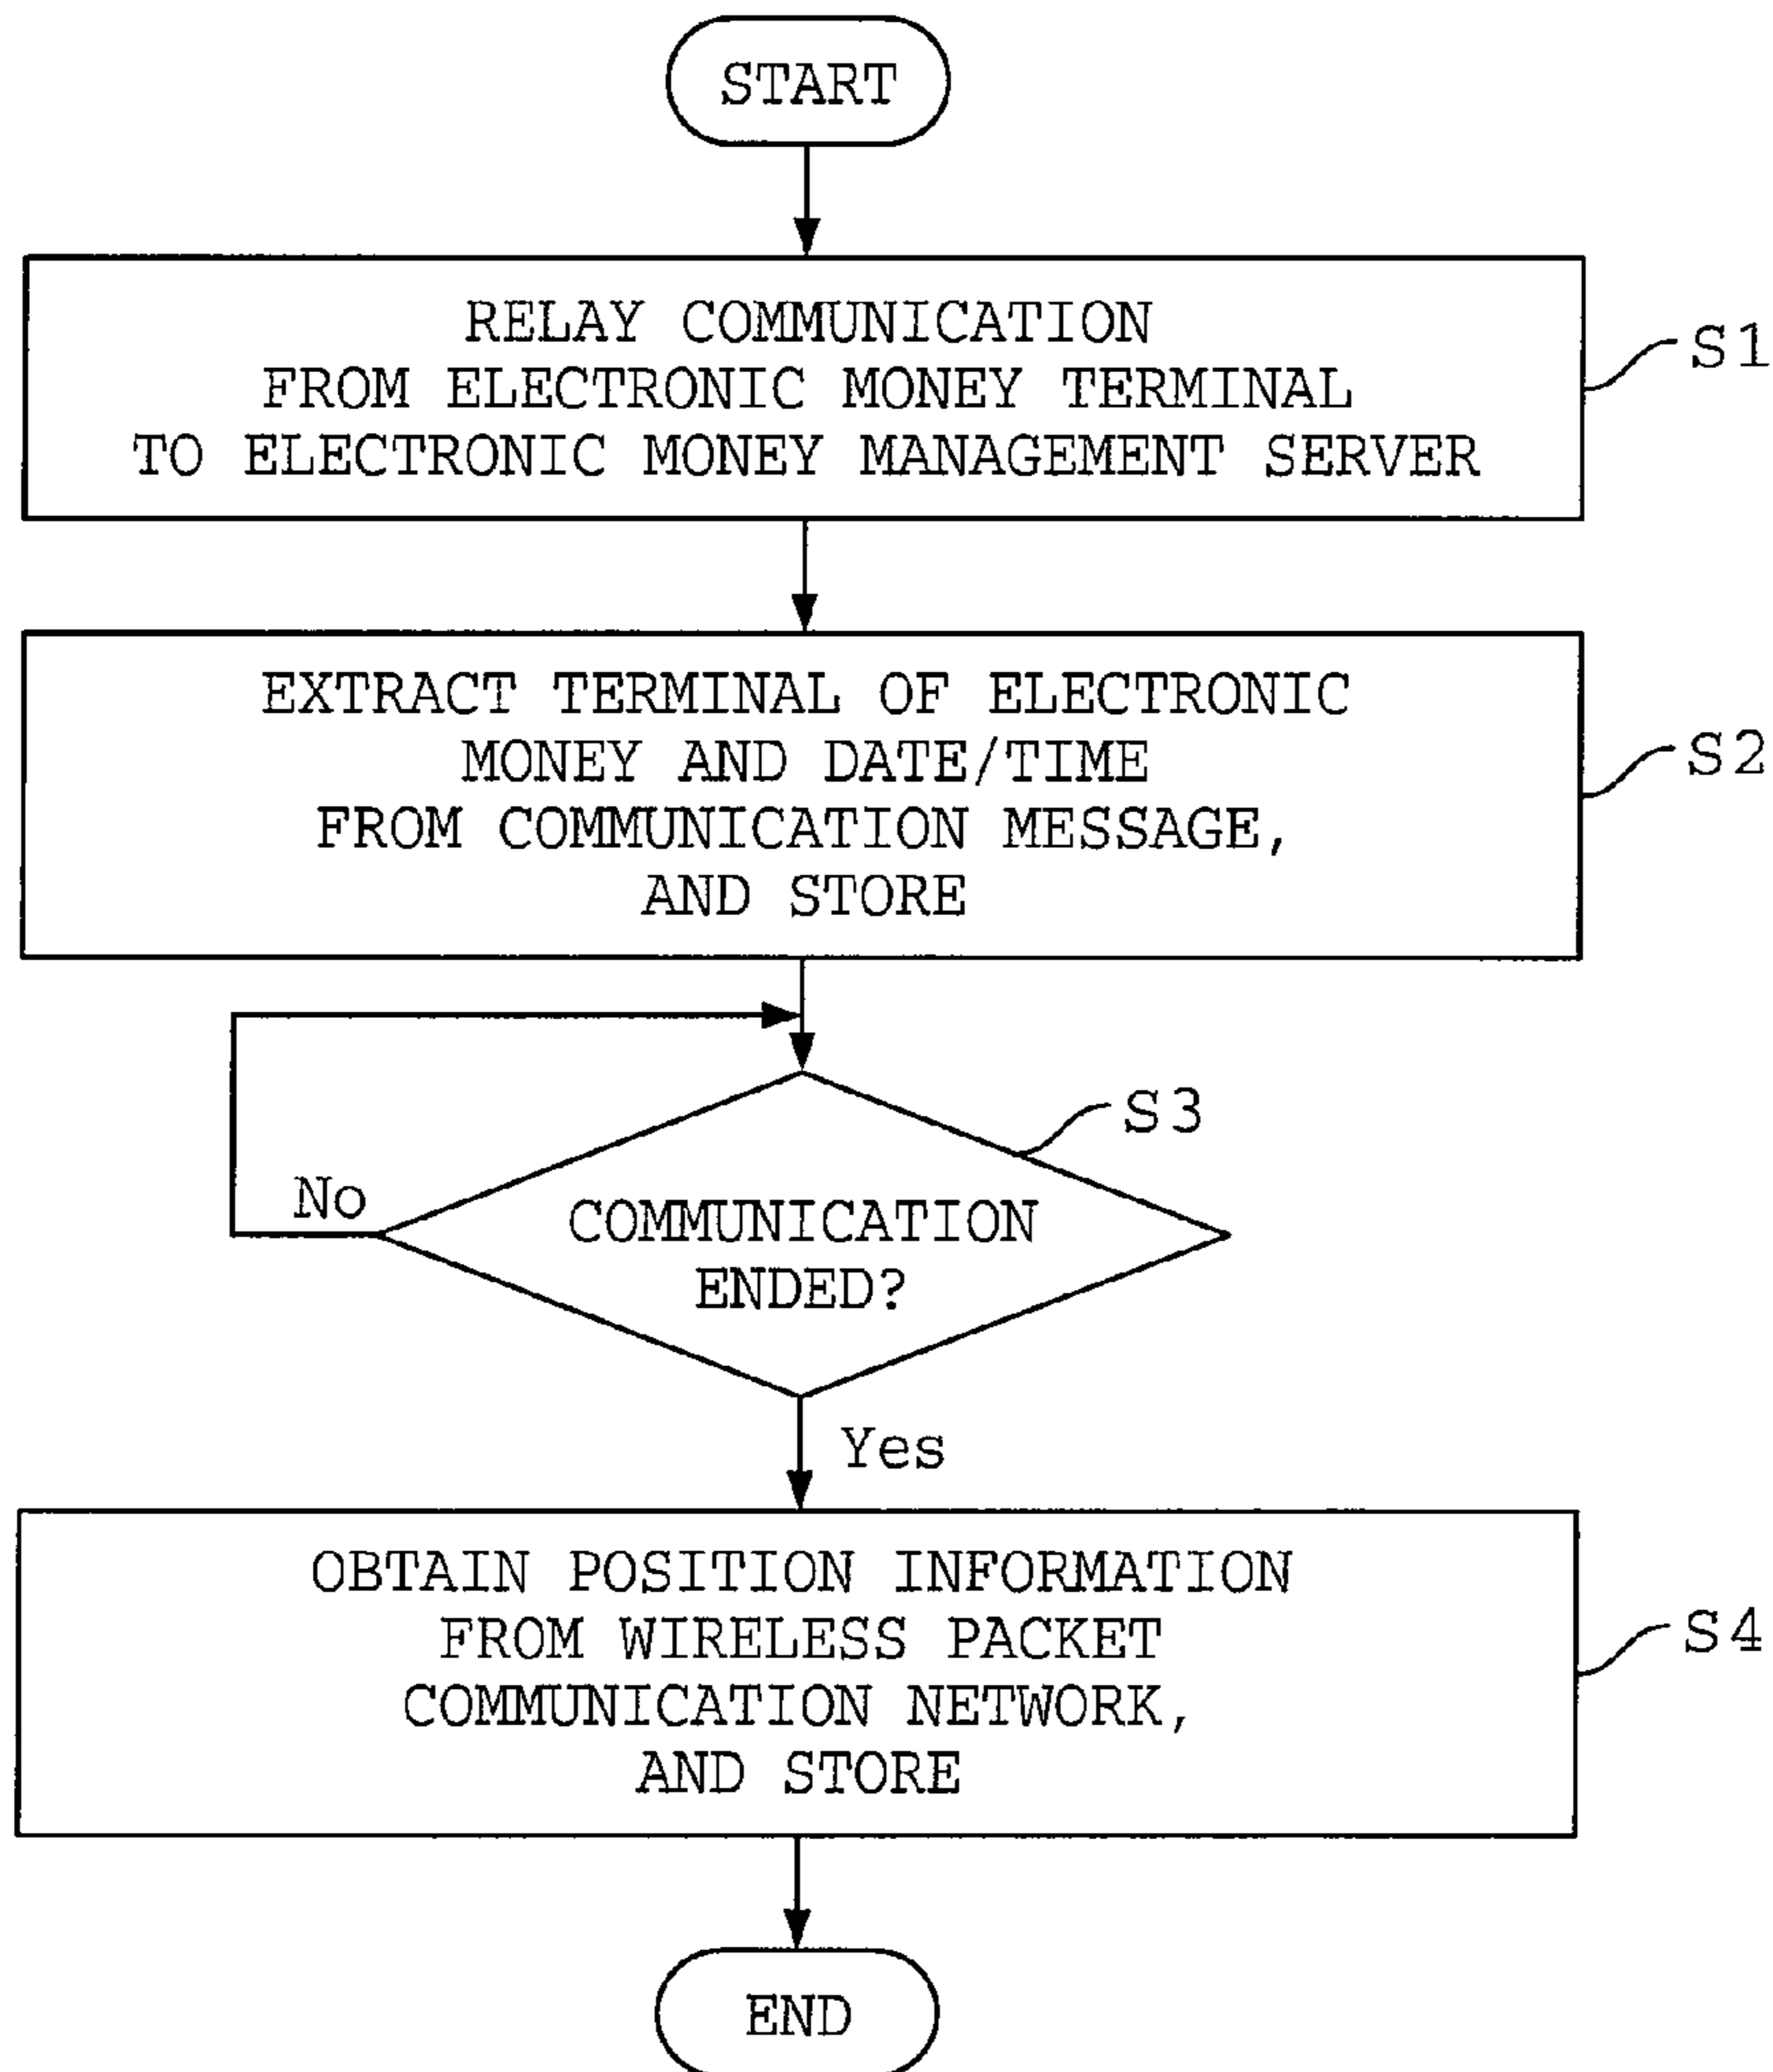 START
RELAY COMMUNICATION
FROM ELECTRONIC MONEY TERMINAL
TO ELECTRONIC MONEY MANAGEMENT SERVER
S1
EXTRACT TERMINAL OF ELECTRONIC
MONEY AND DATE/TIME
FROM COMMUNICATION MESSAGE,
AND STORE
S2
S3
No
COMMUNICATION
ENDED?
Yes
OBTAIN POSITION INFORMATION
FROM WIRELESS PACKET
COMMUNICATION NETWORK,
AND STORE
S4
END